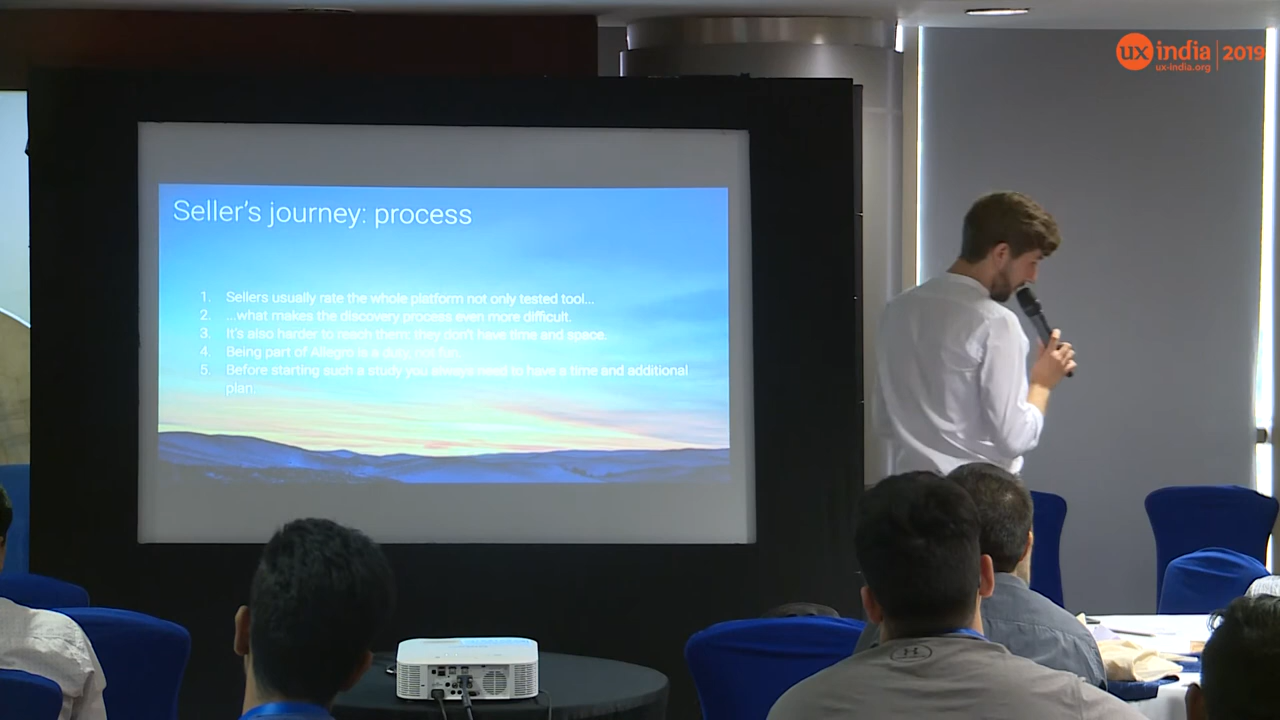 ux india 2019
ux-india.org
Seller's journey: process
1. Sellers usually rate the whole platform not only tested tool...
2. ...what makes the discovery process even more difficult.
3. It's also harder to reach them: they don't have time and space.
4. Being part of Allegro is a duty, not fun.
5. Before starting such a study you always need to have a time and additional
plan.